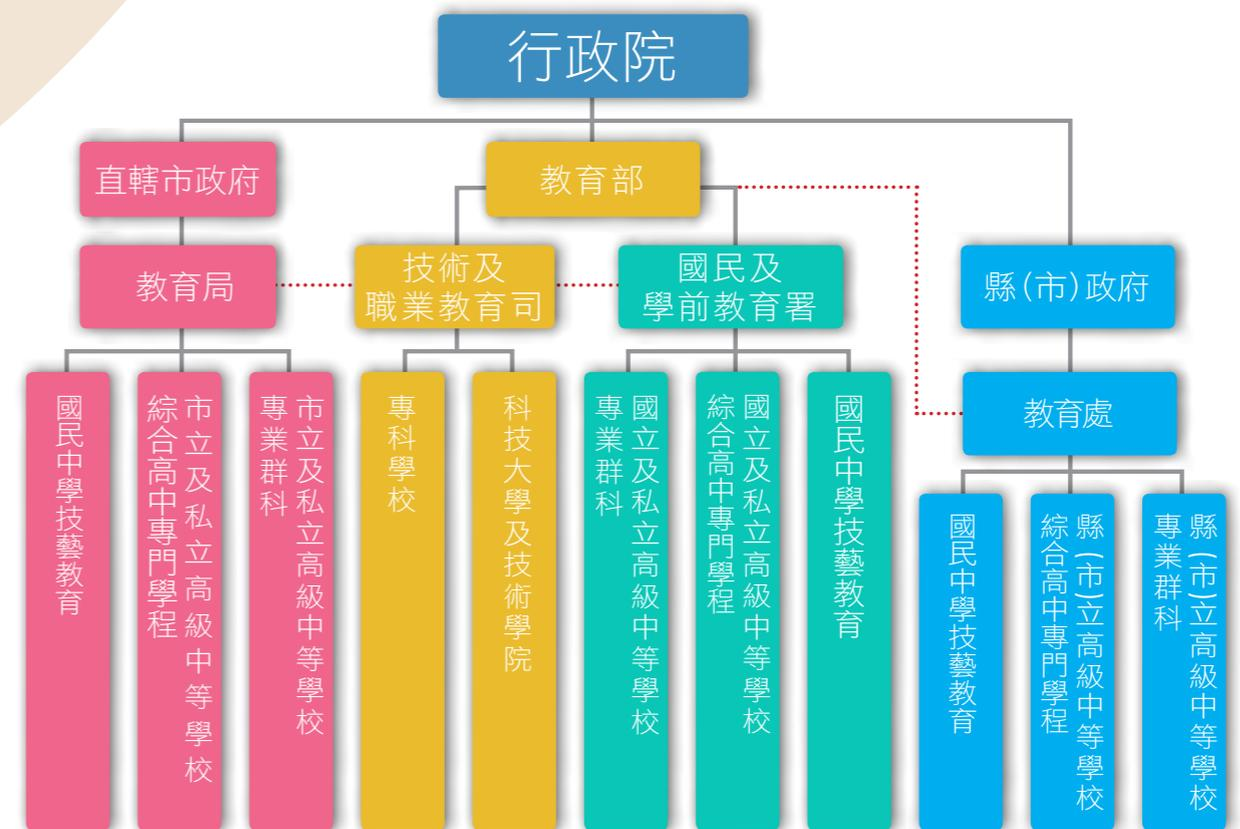 行政院
直轄市政府
教育部
教育局
技術及
職業教育司
國民及
學前教育署
縣(市)政府
教育處
國民中學技藝教育
市立及私立高級中等學校
綜合高中專門學程
市立及私立高級中等學校
專業群科
專科學校
科技大學及技術學院
國立及私立高級中等學校
專業群科
國立及私立高級中等學校
綜合高中專門學程
國民中學技藝教育
國民中學技藝教育
縣(市)立高級中等學校
綜合高中專門學程
縣(市)立高級中等學校
專業群科